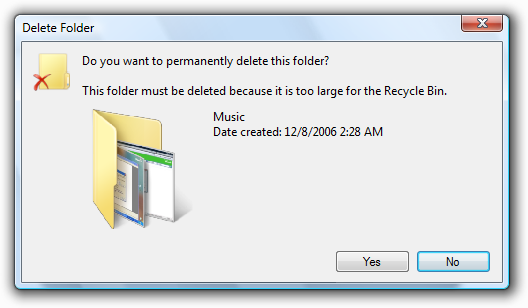 Delete Folder
Do you want to permanently delete this folder?
This folder must be deleted because it is too large for the Recycle Bin.
Music
Date created: 12/8/2006 2:28 AM
Yes
No